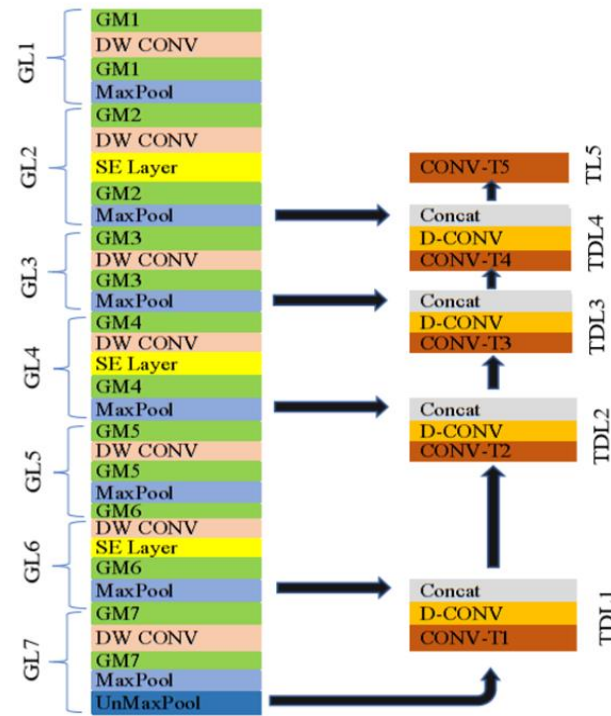 GL1
GM1
DW CONV
GM1
MaxPool
GL2
GM2
DW CONV
SE Layer
GM2
MaxPool
GL3
GM3
DW CONV
GM3
MaxPool
GL4
GM4
DW CONV
SE Layer
GM4
MaxPool
GL5
GM5
DW CONV
GM5
MaxPool
GM6
GL6
DW CONV
SE Layer
GM6
MaxPool
GL7
GM7
DW CONV
GM7
MaxPool
UnMaxPool
CONV-T5
TL5
Concat
D-CONV
CONV-T4
TDL4
Concat
D-CONV
CONV-T3
TDL3
Concat
D-CONV
CONV-T2
TDL2
Concat
D-CONV
CONV-T1
TDL1